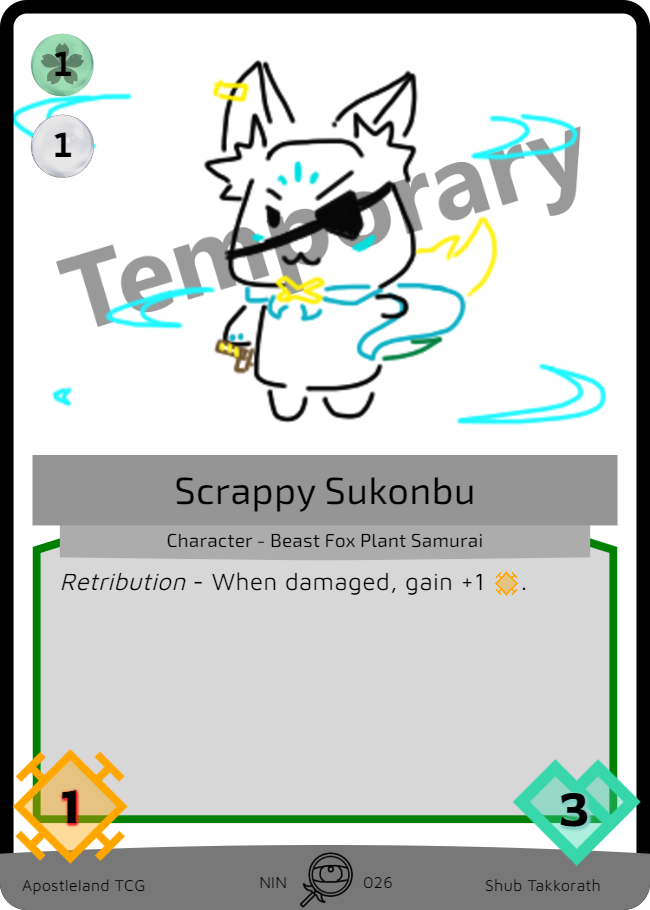 1
1
Temporary
Scrappy Sukonbu
Character - Beast Fox Plant Samurai
Retribution - When damaged, gain +1 .
1
3
Apostleland TCG
NIN
026
Shub Takkorath